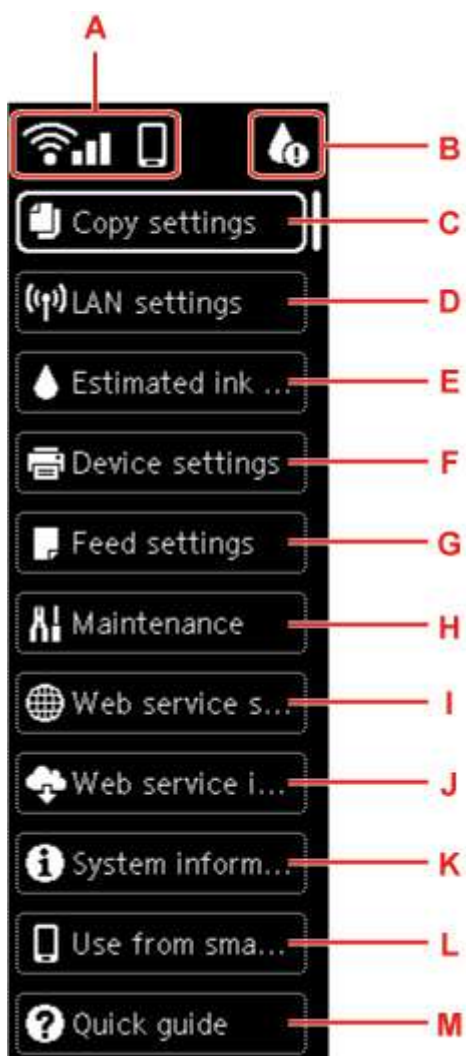 A
B
Copy settings C
LAN settings D
Estimated ink ... E
Device settings F
Feed settings G
Maintenance H
Web service s... I
Web service i... J
System inform... K
Use from sma... L
Quick guide M